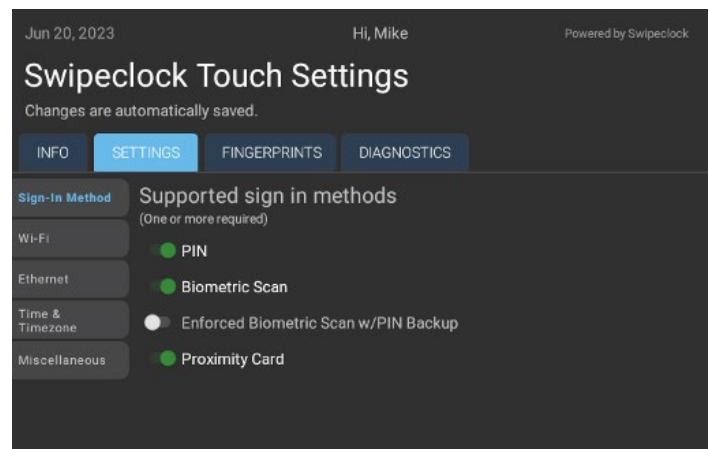 Jun 20, 2023 Hi, Mike Powered by Swipeclock
Swipeclock Touch Settings
Changes are automatically saved.
INFO SETTINGS FINGERPRINTS DIAGNOSTICS
Sign-In Method
Wi-Fi
Ethernet
Time &
Timezone
Miscellaneous
Supported sign in methods
(One or more required)
PIN
Biometric Scan
Enforced Biometric Scan w/PIN Backup
Proximity Card